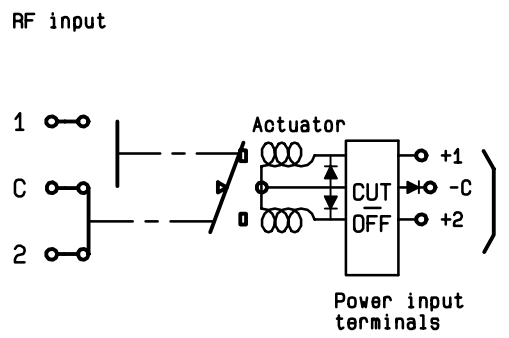 RF input
1
Actuator
+1
C
CUT
-C
OFF
+2
2
Power input
terminals